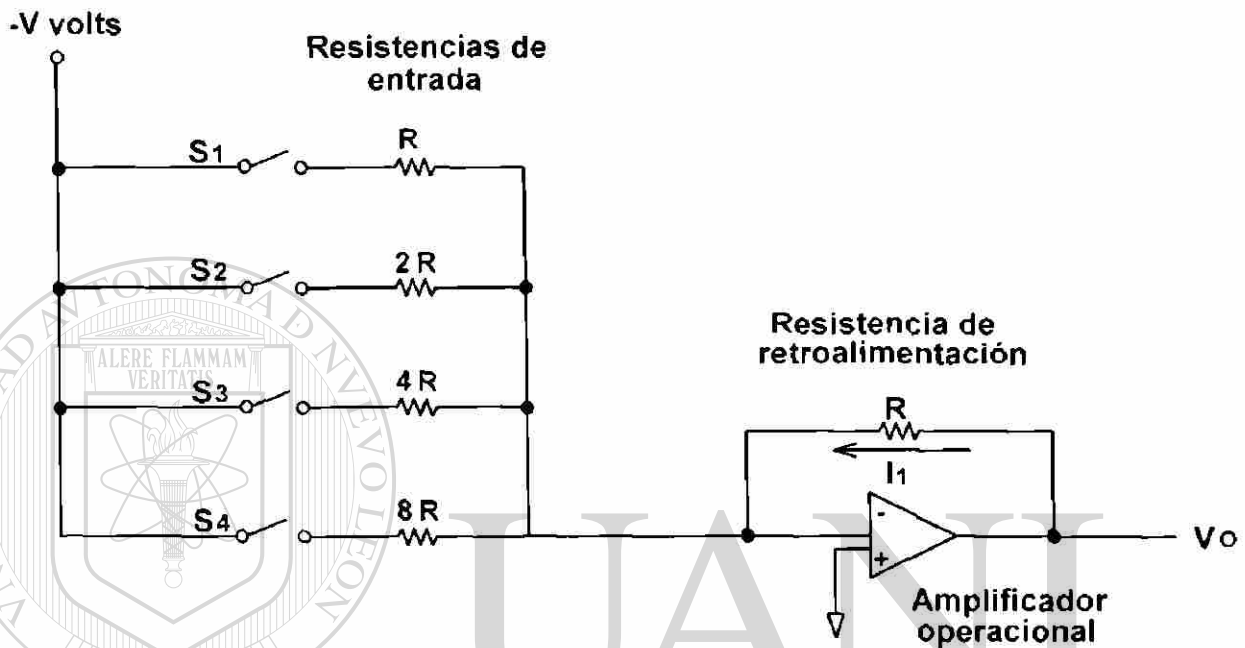 -V volts
Resistencias de
entrada
S1
R
S2
2 R
S3
4 R
S4
8 R
Resistencia de
retroalimentación
R
I1
-
+
Vo
Amplificador
operacional
ALERE FLAMMAM
VERITATIS
UANL